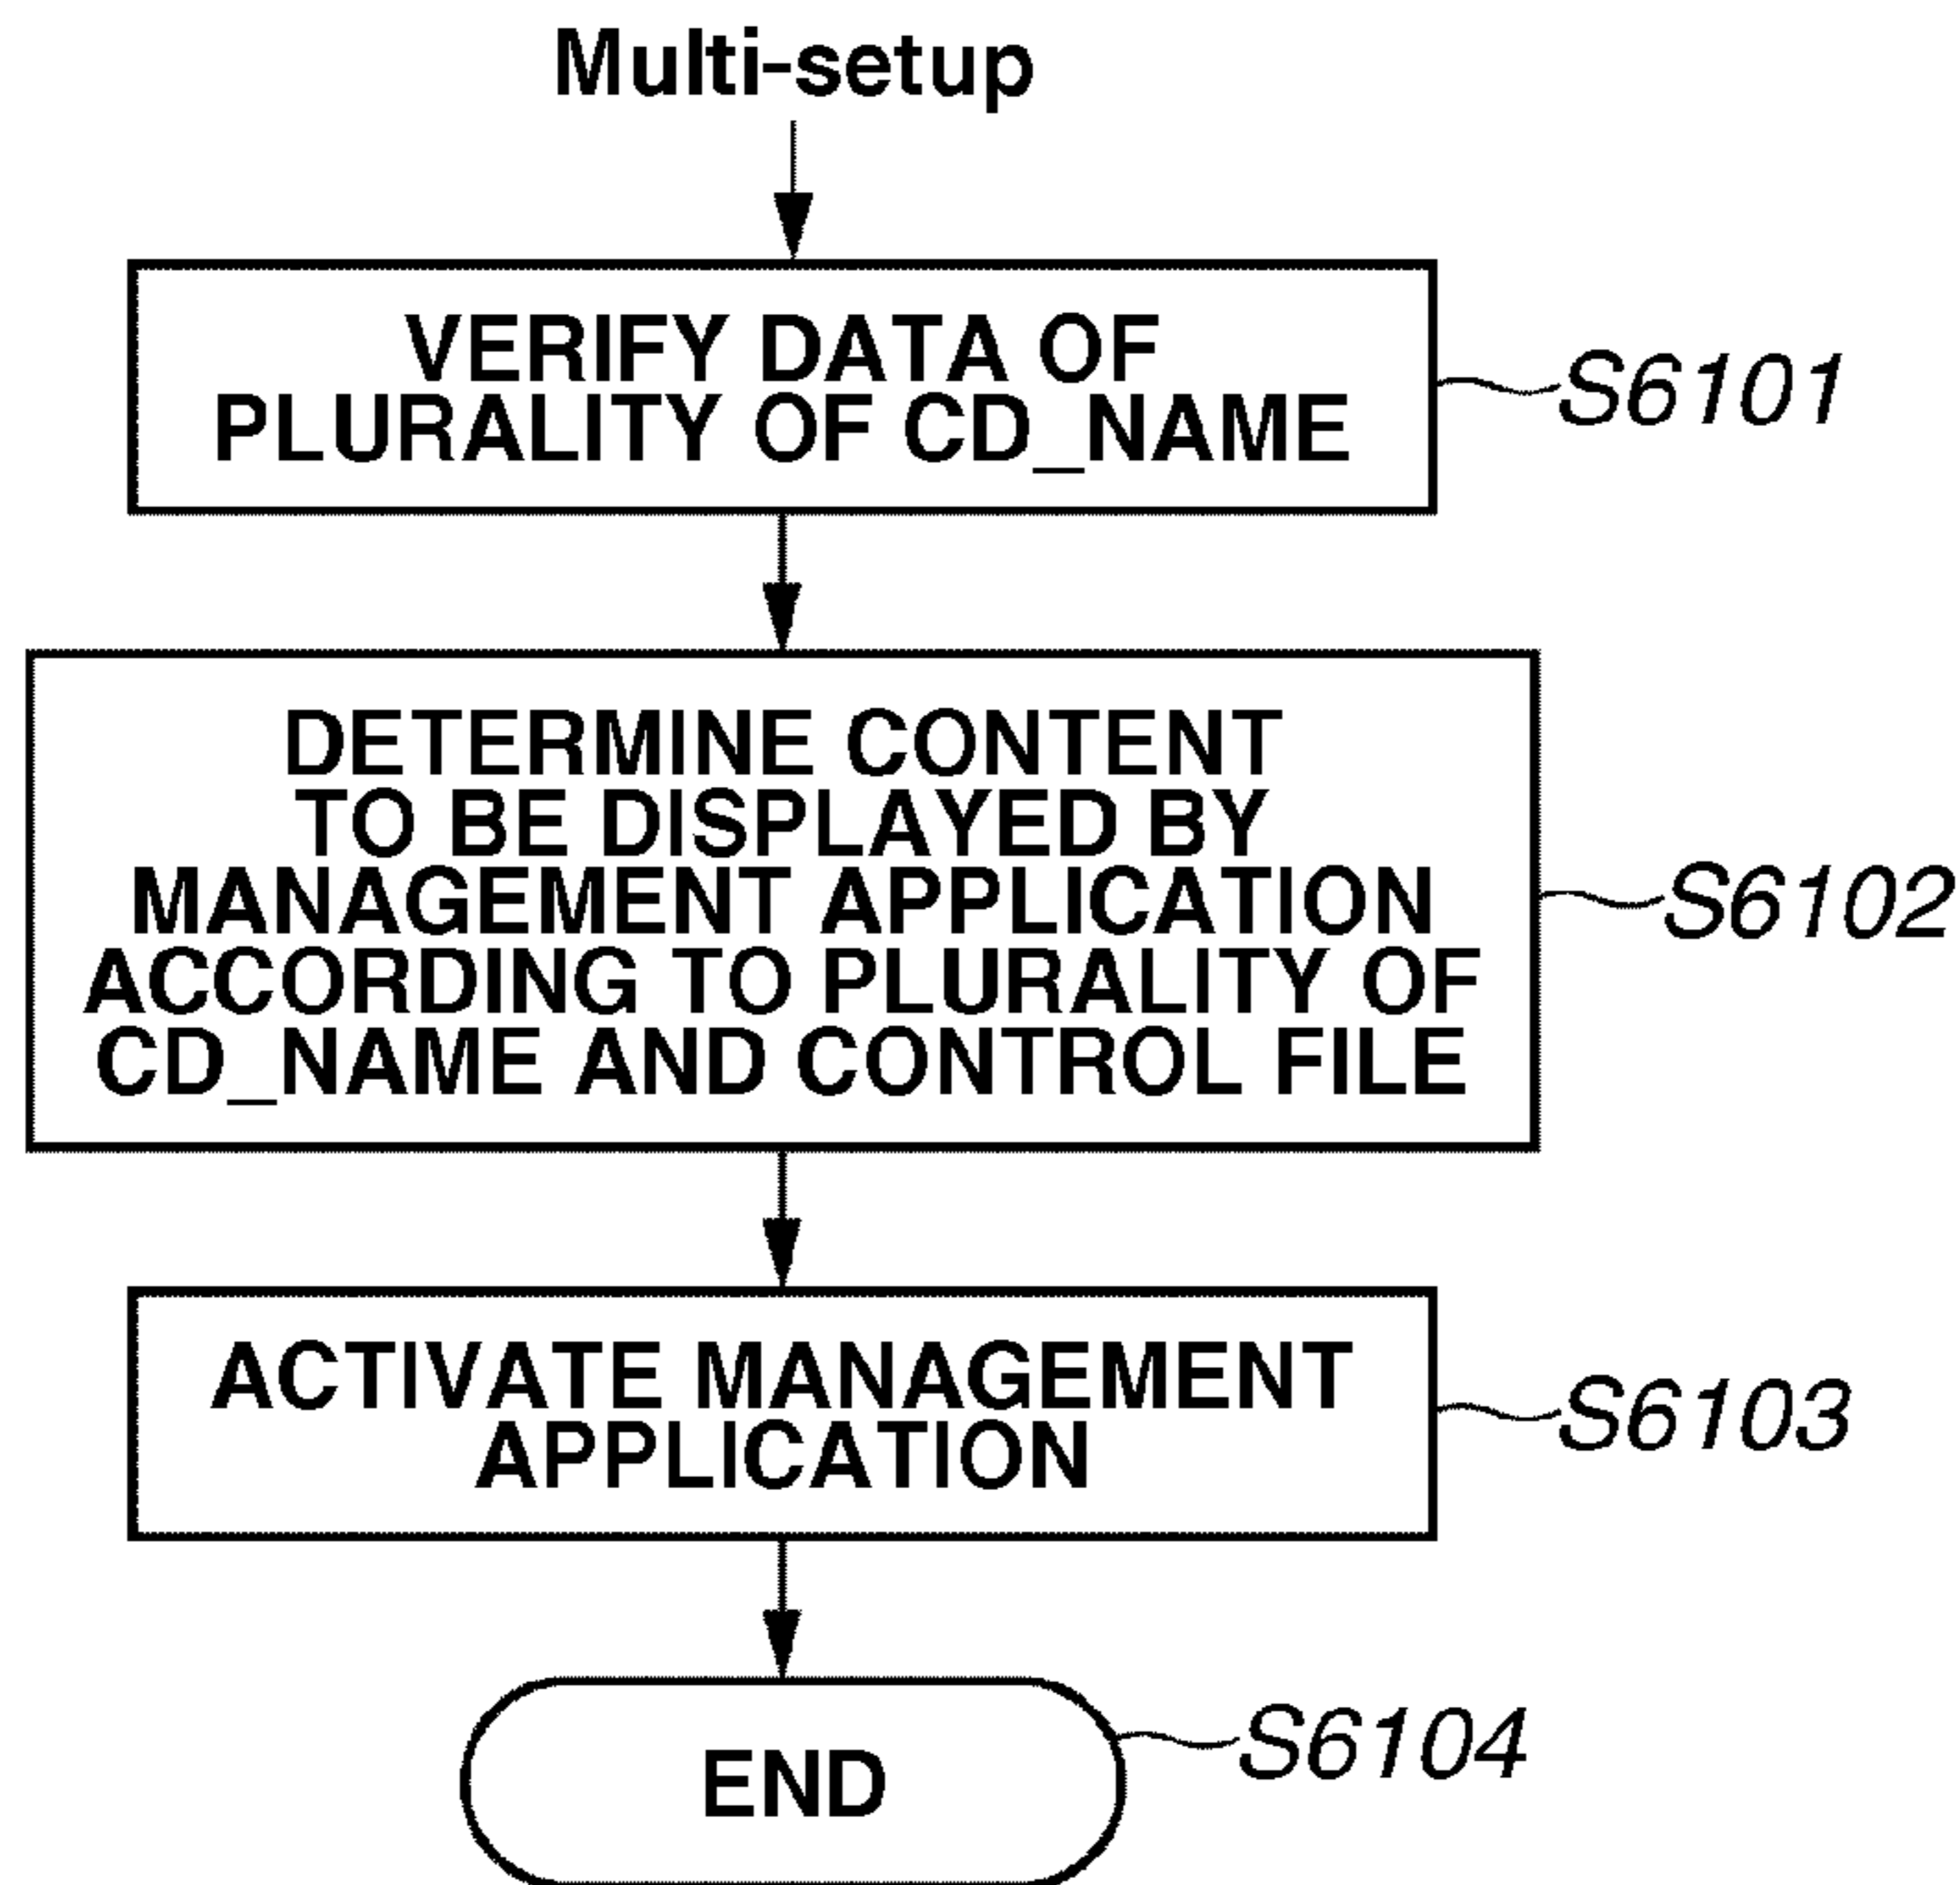 Multi-setup
VERIFY DATA OF
PLURALITY OF CD_NAME
S6101
DETERMINE CONTENT
TO BE DISPLAYED BY
MANAGEMENT APPLICATION
ACCORDING TO PLURALITY OF
CD_NAME AND CONTROL FILE
S6102
ACTIVATE MANAGEMENT
APPLICATION
S6103
END
S6104